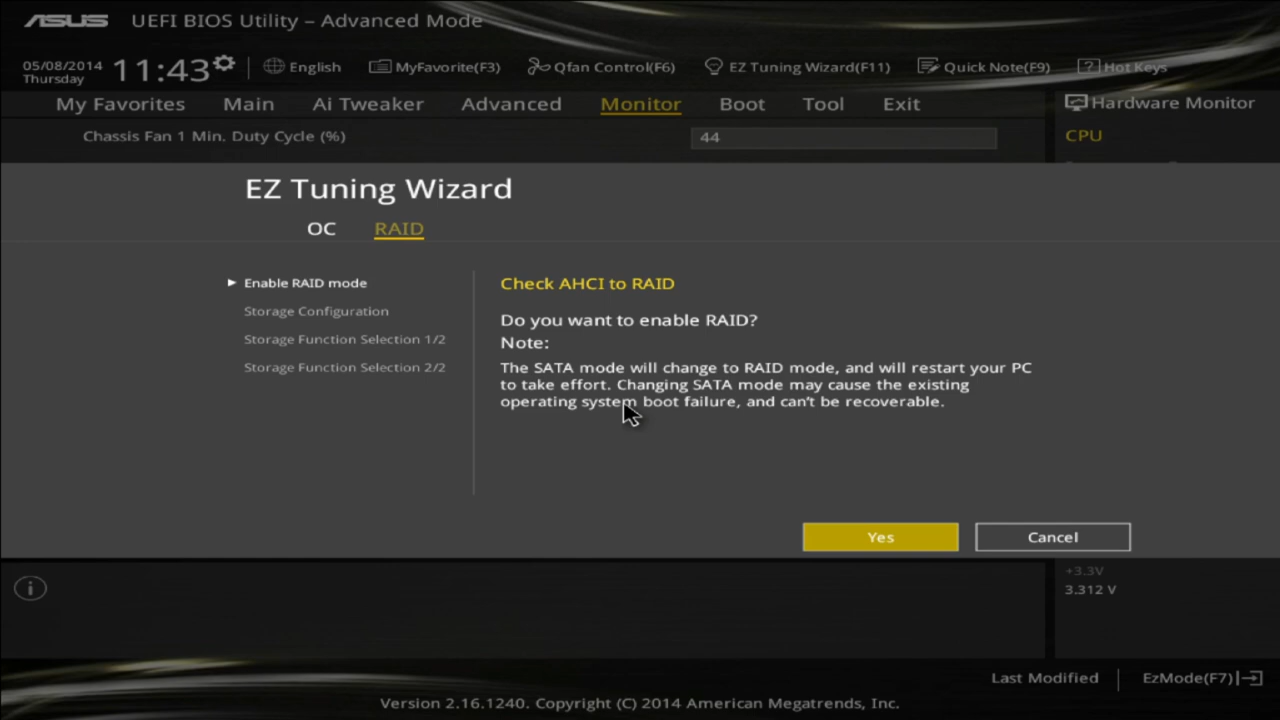 ASUS UEFI BIOS Utility – Advanced Mode
05/08/2014
Thursday
11:43
English
MyFavorite(F3)
Qfan Control(F6)
EZ Tuning Wizard(F11)
Quick Note(F9)
? Hot Keys
My Favorites Main Ai Tweaker Advanced Monitor Boot Tool Exit
Hardware Monitor
Chassis Fan 1 Min. Duty Cycle (%) 44
CPU
EZ Tuning Wizard
OC RAID
Enable RAID mode
Storage Configuration
Storage Function Selection 1/2
Storage Function Selection 2/2
Check AHCI to RAID
Do you want to enable RAID?
Note:
The SATA mode will change to RAID mode, and will restart your PC
to take effort. Changing SATA mode may cause the existing
operating system boot failure, and can't be recoverable.
Yes Cancel
+3.3V
3.312 V
i
Last Modified EzMode(F7)
Version 2.16.1240. Copyright (C) 2014 American Megatrends, Inc.